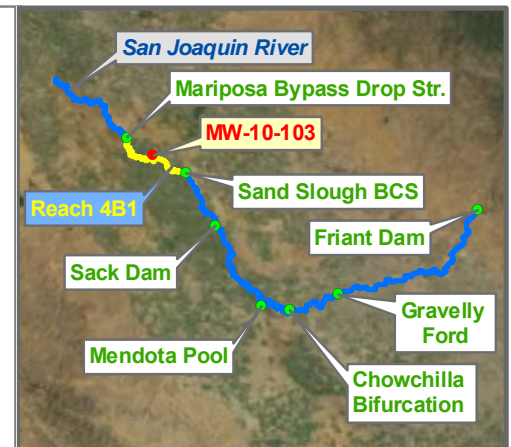 San Joaquin River
Mariposa Bypass Drop Str.
MW-10-103
Reach 4B1
Sand Slough BCS
Friant Dam
Sack Dam
Gravelly
Ford
Mendota Pool
Chowchilla
Bifurcation